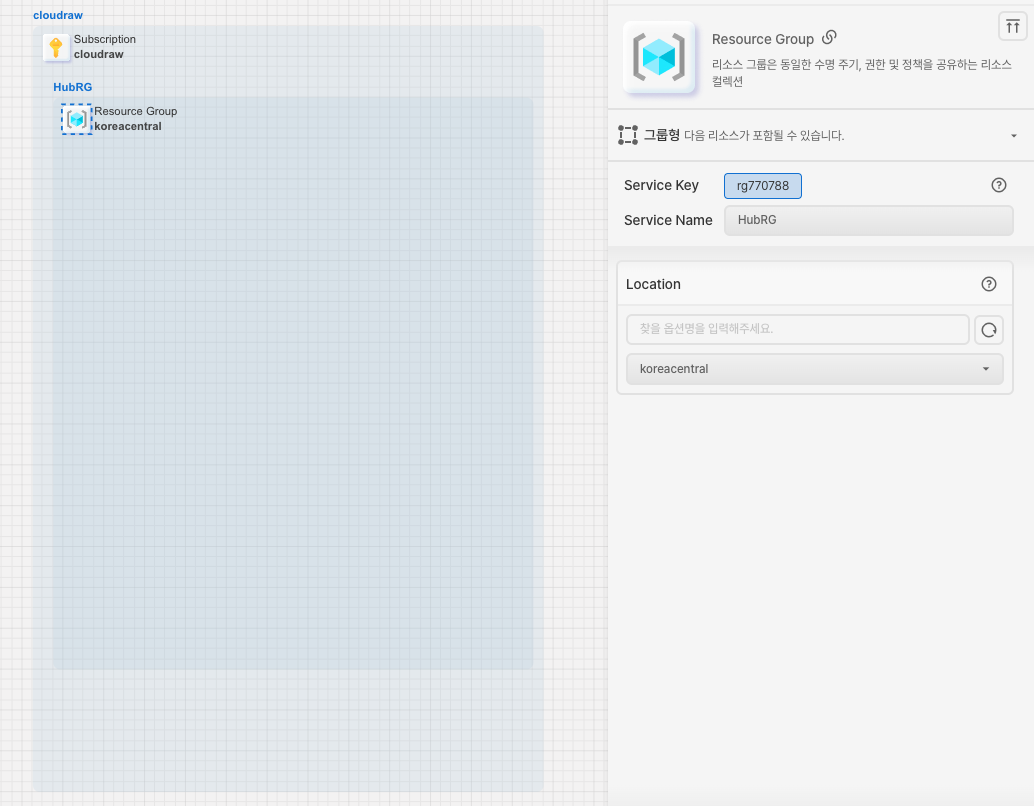 cloudraw
Subscription
cloudraw
HubRG
Resource Group
koreacentral
Resource Group
리소스 그룹은 동일한 수명 주기, 권한 및 정책을 공유하는 리소스
컬렉션
그룹형 다음 리소스가 포함될 수 있습니다.
Service Key rg770788
Service Name HubRG
Location
찾을 옵션명을 입력해주세요.
koreacentral